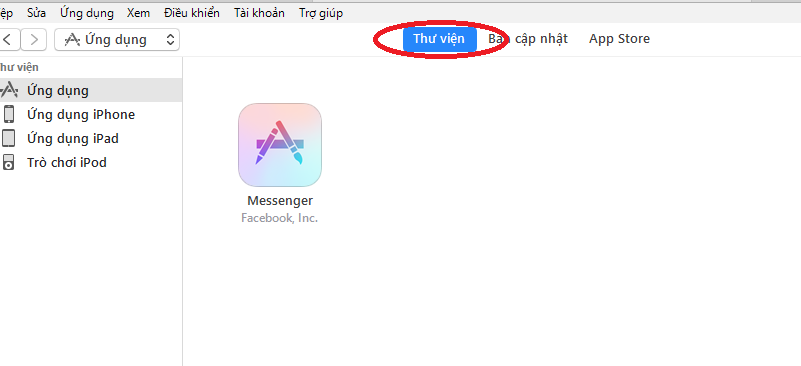 ệp Sửa Ứng dụng Xem Điều khiển Tài khoản Trợ giúp
Ứng dụng Thư viện cập nhật App Store
hư viện
Ứng dụng
Ứng dụng iPhone
Ứng dụng iPad
Trò chơi iPod
Messenger
Facebook, Inc.